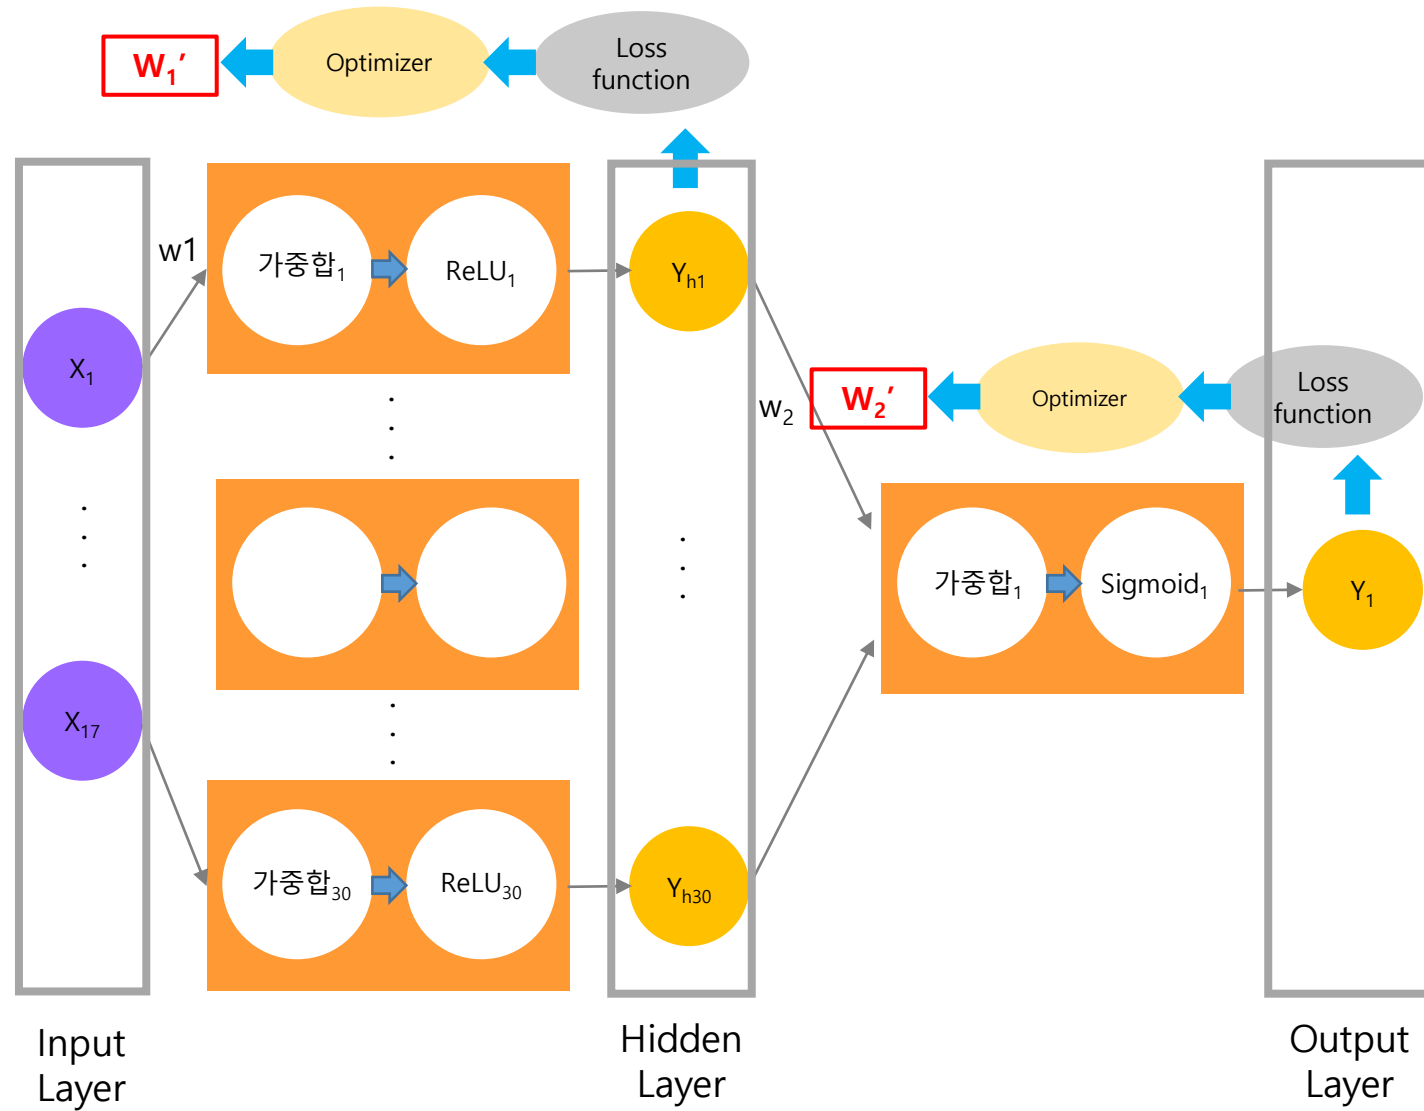 W₁′
Optimizer
Loss
function
w1
가중합₁
ReLU₁
Yₕ₁
X₁
W₂′
Optimizer
Loss
function
w₂
가중합₁
Sigmoid₁
Y₁
X₁₇
가중합₃₀
ReLU₃₀
Yₕ₃₀
Input
Layer
Hidden
Layer
Output
Layer